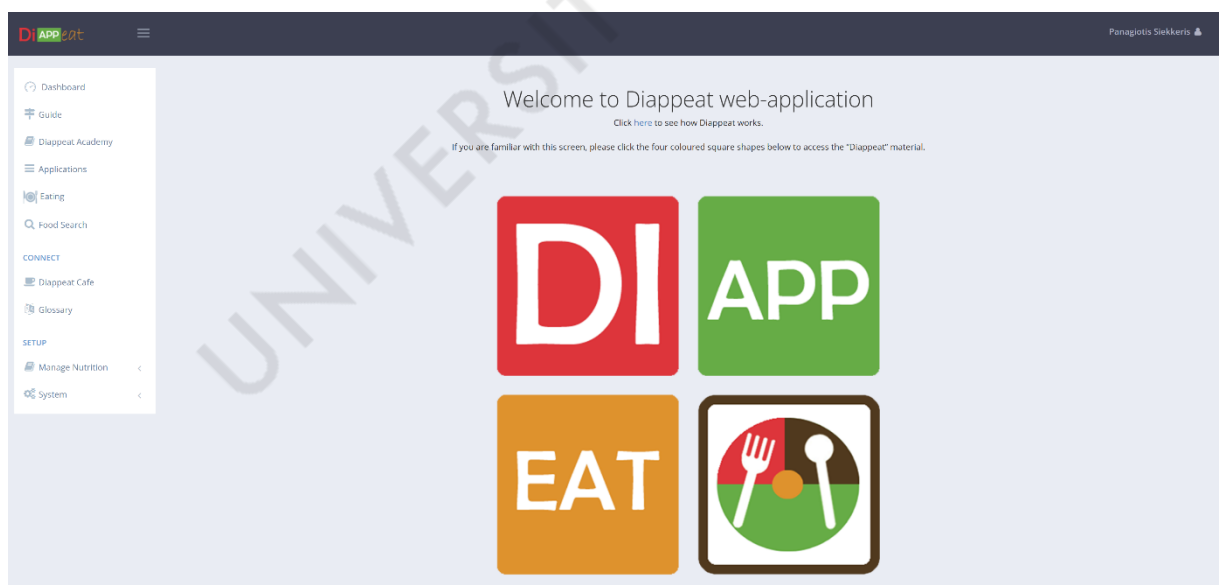 DiAPPeat
Panagiotis Siekkeris
Dashboard
Guide
Diappeat Academy
Applications
Eating
Food Search
CONNECT
Diappeat Cafe
Glossary
SETUP
Manage Nutrition
System
Welcome to Diappeat web-application
Click here to see how Diappeat works.
If you are familiar with this screen, please click the four coloured square shapes below to access the "Diappeat" material.
DI
APP
EAT
UNIVERSIT